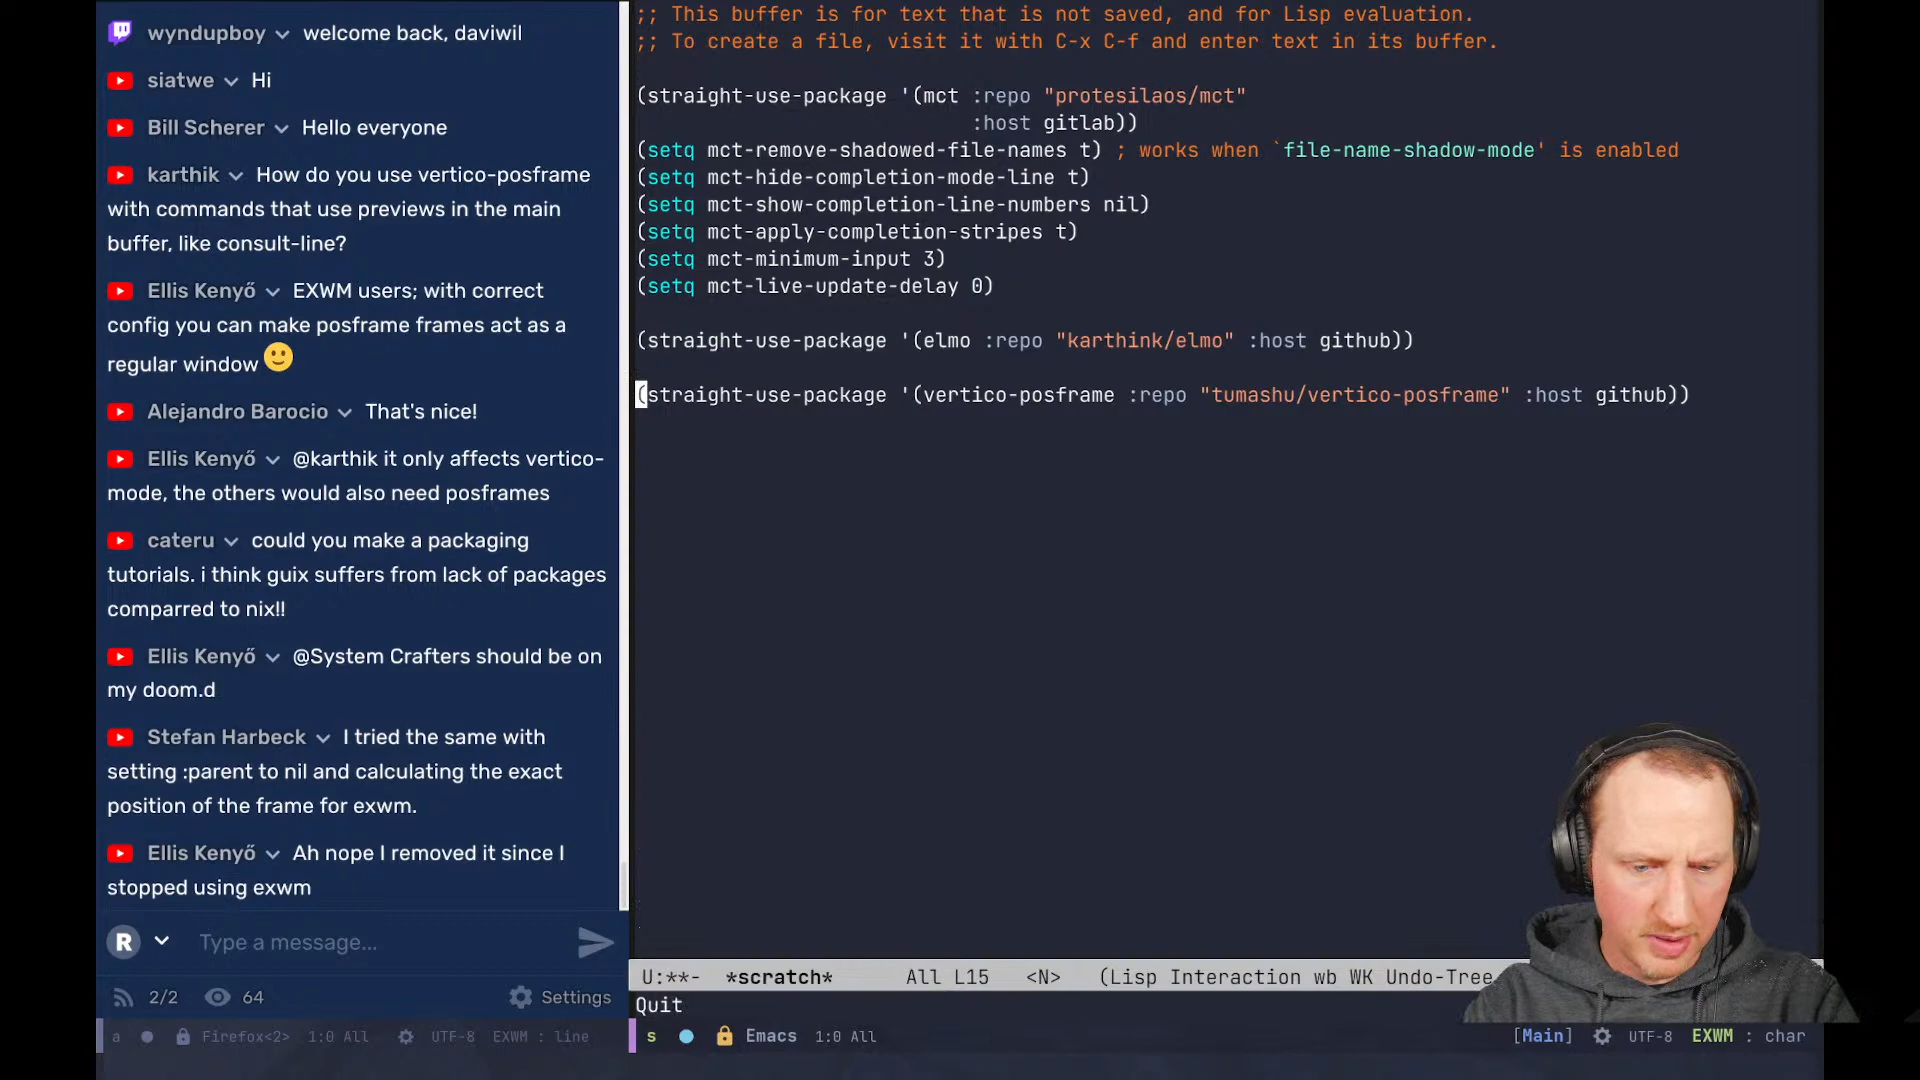 wyndupboy welcome back, daviwil
siatwe Hi
Bill Scherer Hello everyone
karthik How do you use vertico-posframe
with commands that use previews in the main
buffer, like consult-line?
Ellis Kenyő EXWM users; with correct
config you can make posframe frames act as a
regular window 🙂
Alejandro Barocio That's nice!
Ellis Kenyő @karthik it only affects vertico-
mode, the others would also need posframes
cateru could you make a packaging
tutorials. i think guix suffers from lack of packages
comparred to nix!!
Ellis Kenyő @System Crafters should be on
my doom.d
Stefan Harbeck I tried the same with
setting :parent to nil and calculating the exact
position of the frame for exwm.
Ellis Kenyő Ah nope I removed it since I
stopped using exwm
R Type a message...
2/2 64 Settings
a Firefox<2> 1:0 All UTF-8 EXWM : line
;; This buffer is for text that is not saved, and for Lisp evaluation.
;; To create a file, visit it with C-x C-f and enter text in its buffer.
(straight-use-package '(mct :repo "protesilaos/mct"
:host gitlab))
(setq mct-remove-shadowed-file-names t) ; works when `file-name-shadow-mode' is enabled
(setq mct-hide-completion-mode-line t)
(setq mct-show-completion-line-numbers nil)
(setq mct-apply-completion-stripes t)
(setq mct-minimum-input 3)
(setq mct-live-update-delay 0)
(straight-use-package '(elmo :repo "karthink/elmo" :host github))
(straight-use-package '(vertico-posframe :repo "tumashu/vertico-posframe" :host github))
U:**- *scratch* All L15 <N> (Lisp Interaction wb WK Undo-Tree
Quit
s Emacs 1:0 All [Main] UTF-8 EXWM : char